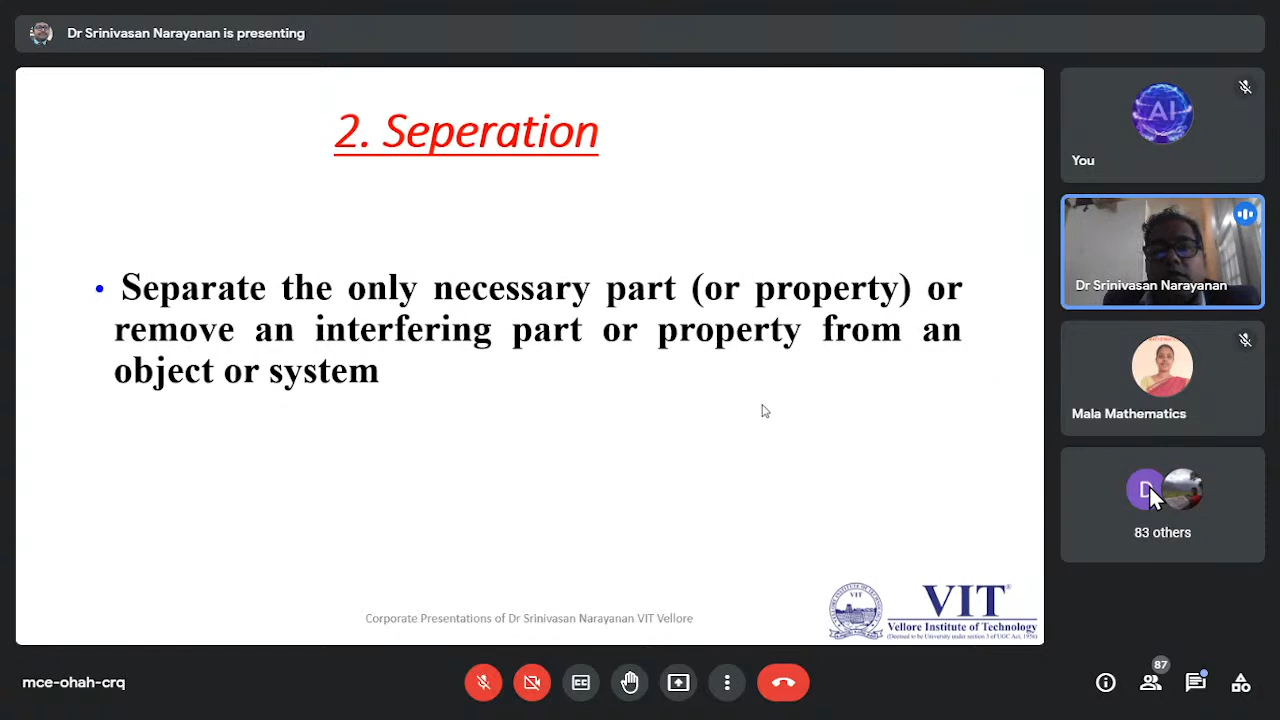 Dr Srinivasan Narayanan is presenting
2. Seperation
• Separate the only necessary part (or property) or
remove an interfering part or property from an
object or system
Corporate Presentations of Dr Srinivasan Narayanan VIT Vellore
VIT
VIT®
Vellore Institute of Technology
(Deemed to be University under section 3 of UGC Act, 1956)
AI
You
Dr Srinivasan Narayanan
Mala Mathematics
D
83 others
mce-ohah-crq
CC
87